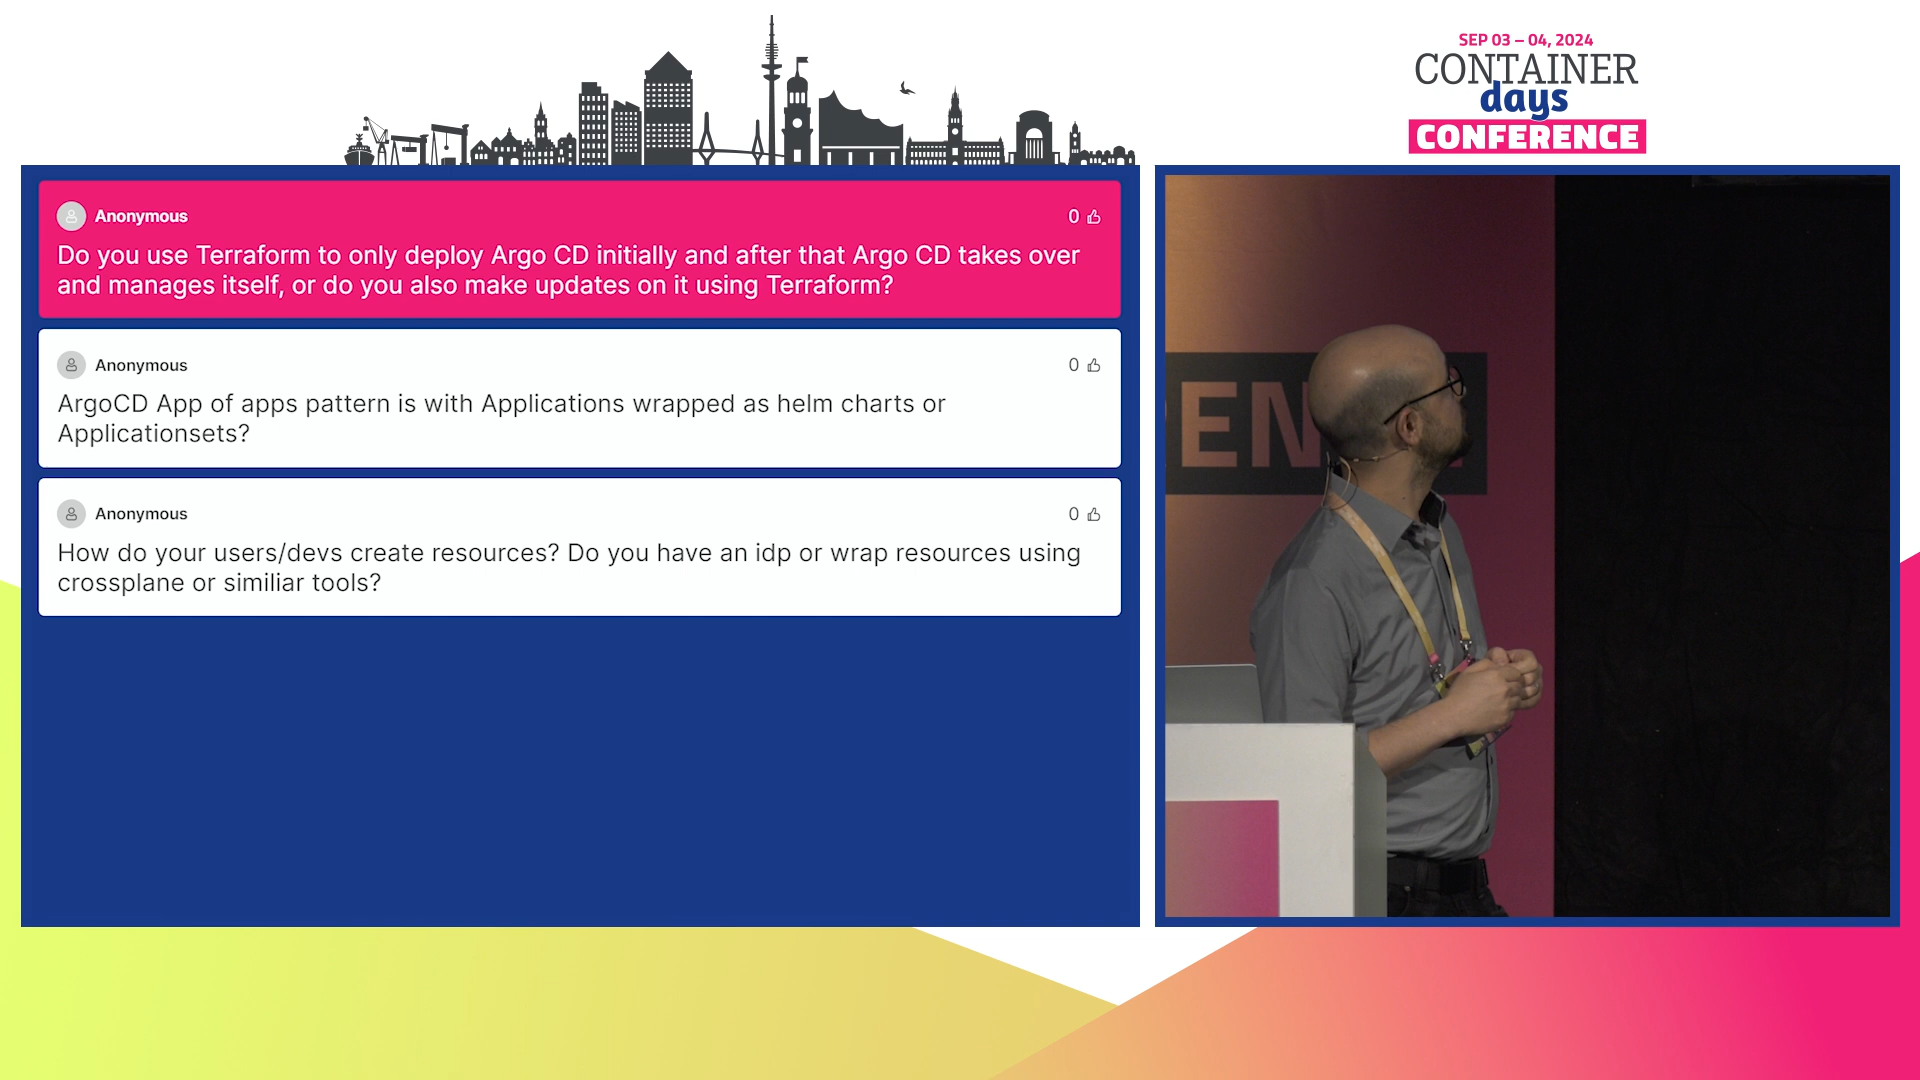 SEP 03 – 04, 2024
CONTAINER
days
CONFERENCE
Anonymous
0
Do you use Terraform to only deploy Argo CD initially and after that Argo CD takes over
and manages itself, or do you also make updates on it using Terraform?
Anonymous
0
ArgoCD App of apps pattern is with Applications wrapped as helm charts or
Applicationsets?
Anonymous
0
How do your users/devs create resources? Do you have an idp or wrap resources using
crossplane or similiar tools?
EN